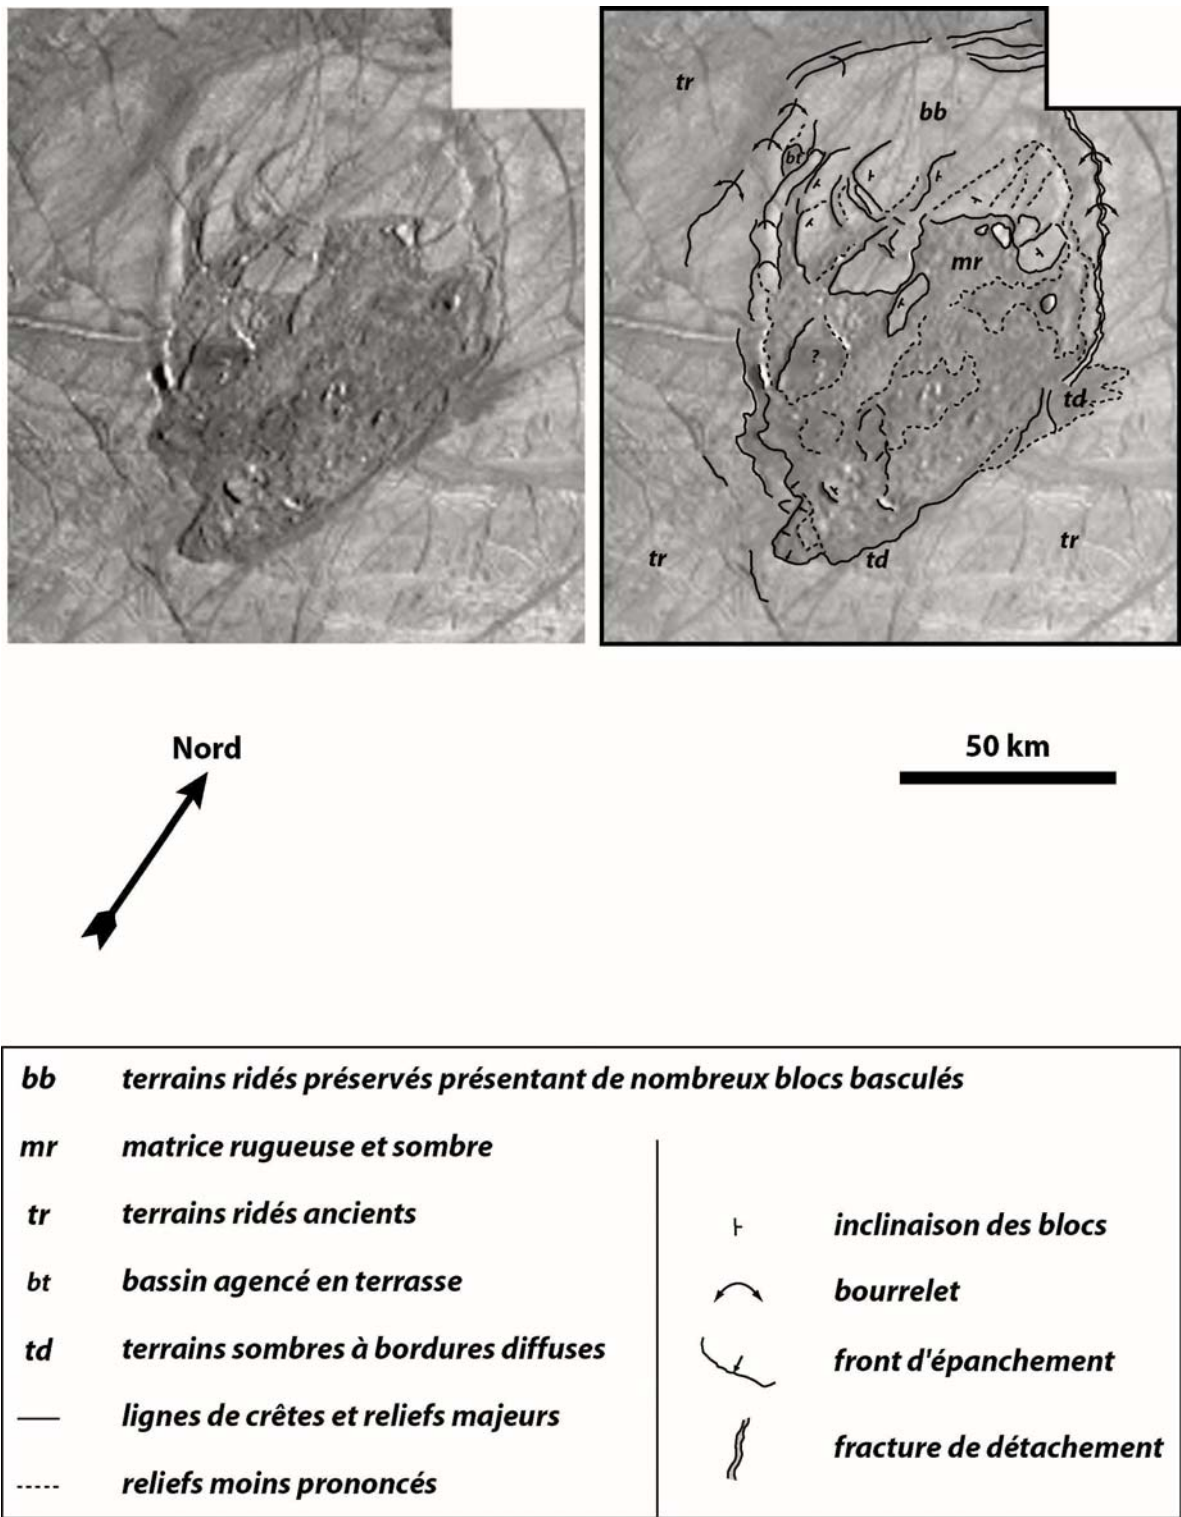 tr
bb
bt
mr
?
td
tr
td
tr
Nord
50 km
bb terrains ridés préservés présentant de nombreux blocs basculés
mr matrice rugueuse et sombre
tr terrains ridés ancients
bt bassin agencé en terrasse
td terrains sombres à bordures diffuses
lignes de crêtes et reliefs majeurs
reliefs moins prononcés
inclinaison des blocs
bourrelet
front d'épanchement
fracture de détachement